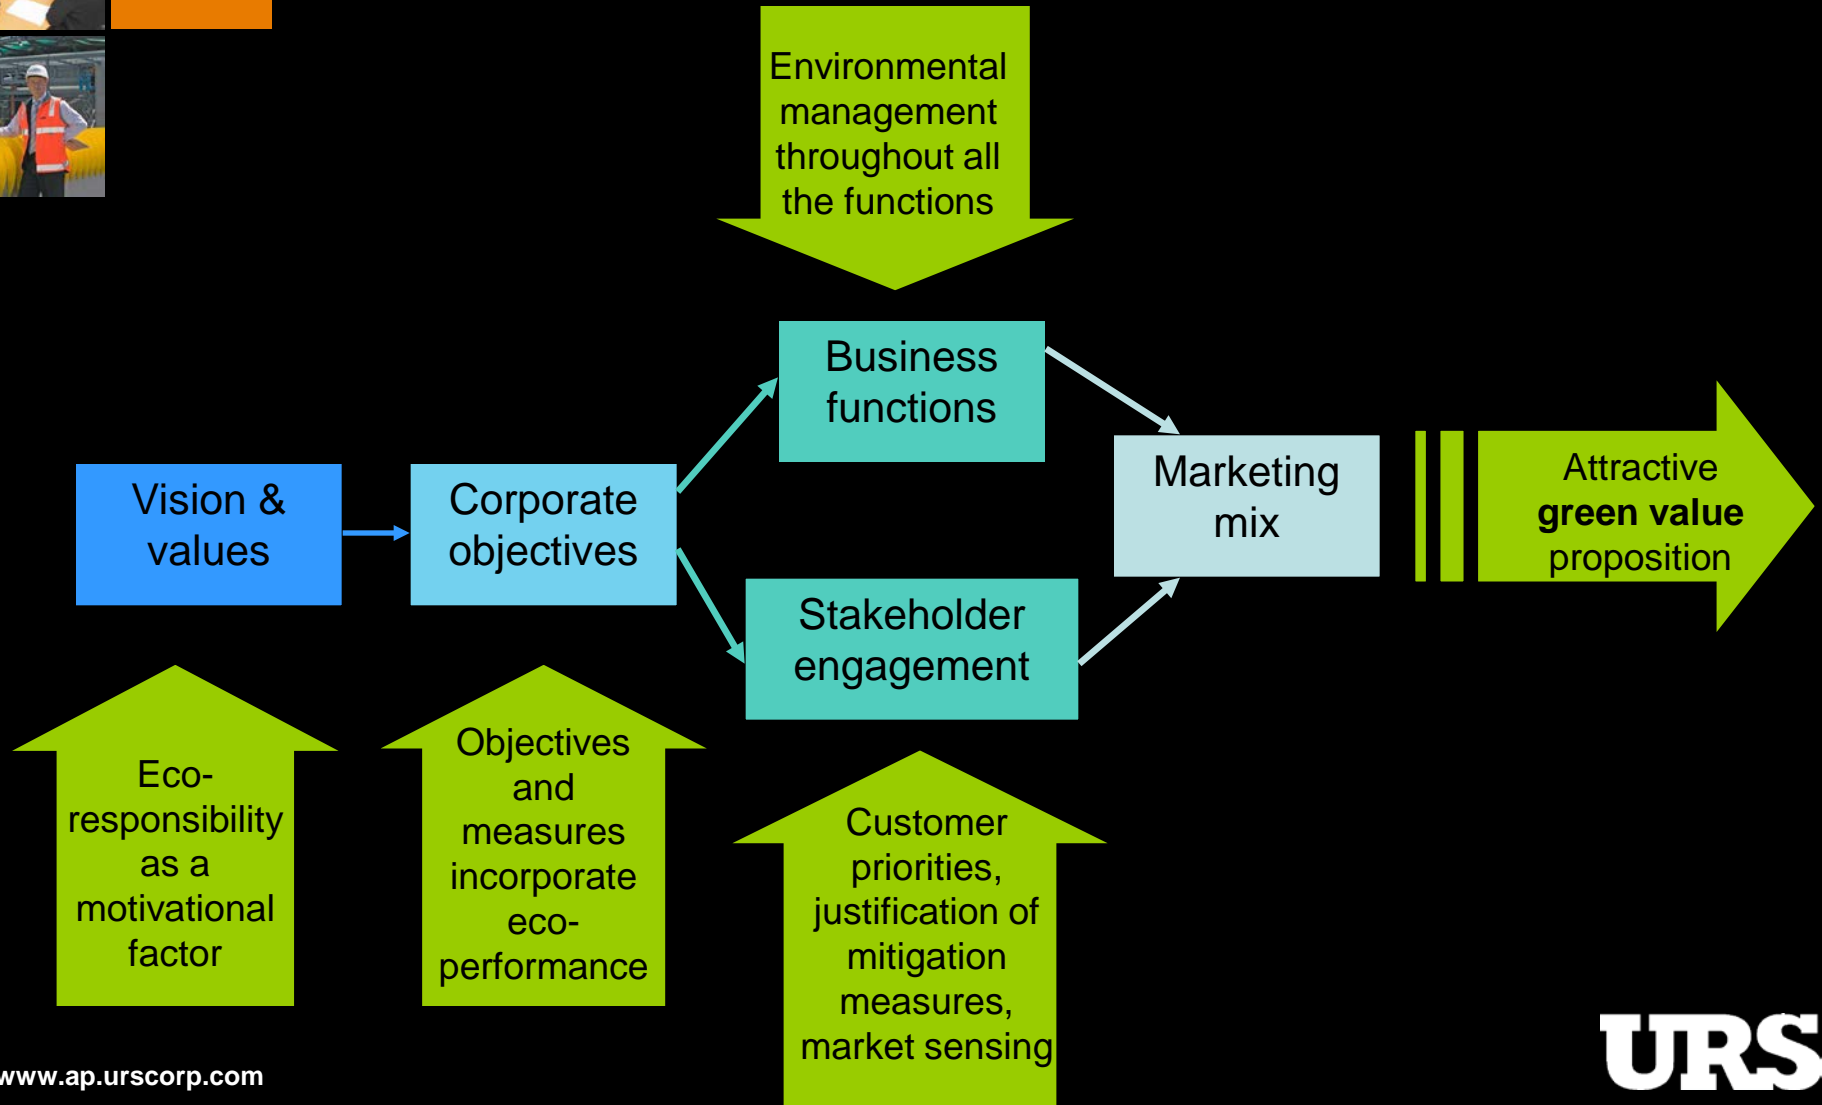 Environmental
management
throughout all
the functions
Business
functions
Vision &
values
Corporate
objectives
Marketing
mix
Attractive
green value
proposition
Stakeholder
engagement
Eco-
responsibility
as a
motivational
factor
Objectives
and
measures
incorporate
eco-
performance
Customer
priorities,
justification of
mitigation
measures,
market sensing
www.ap.urscorp.com
URS